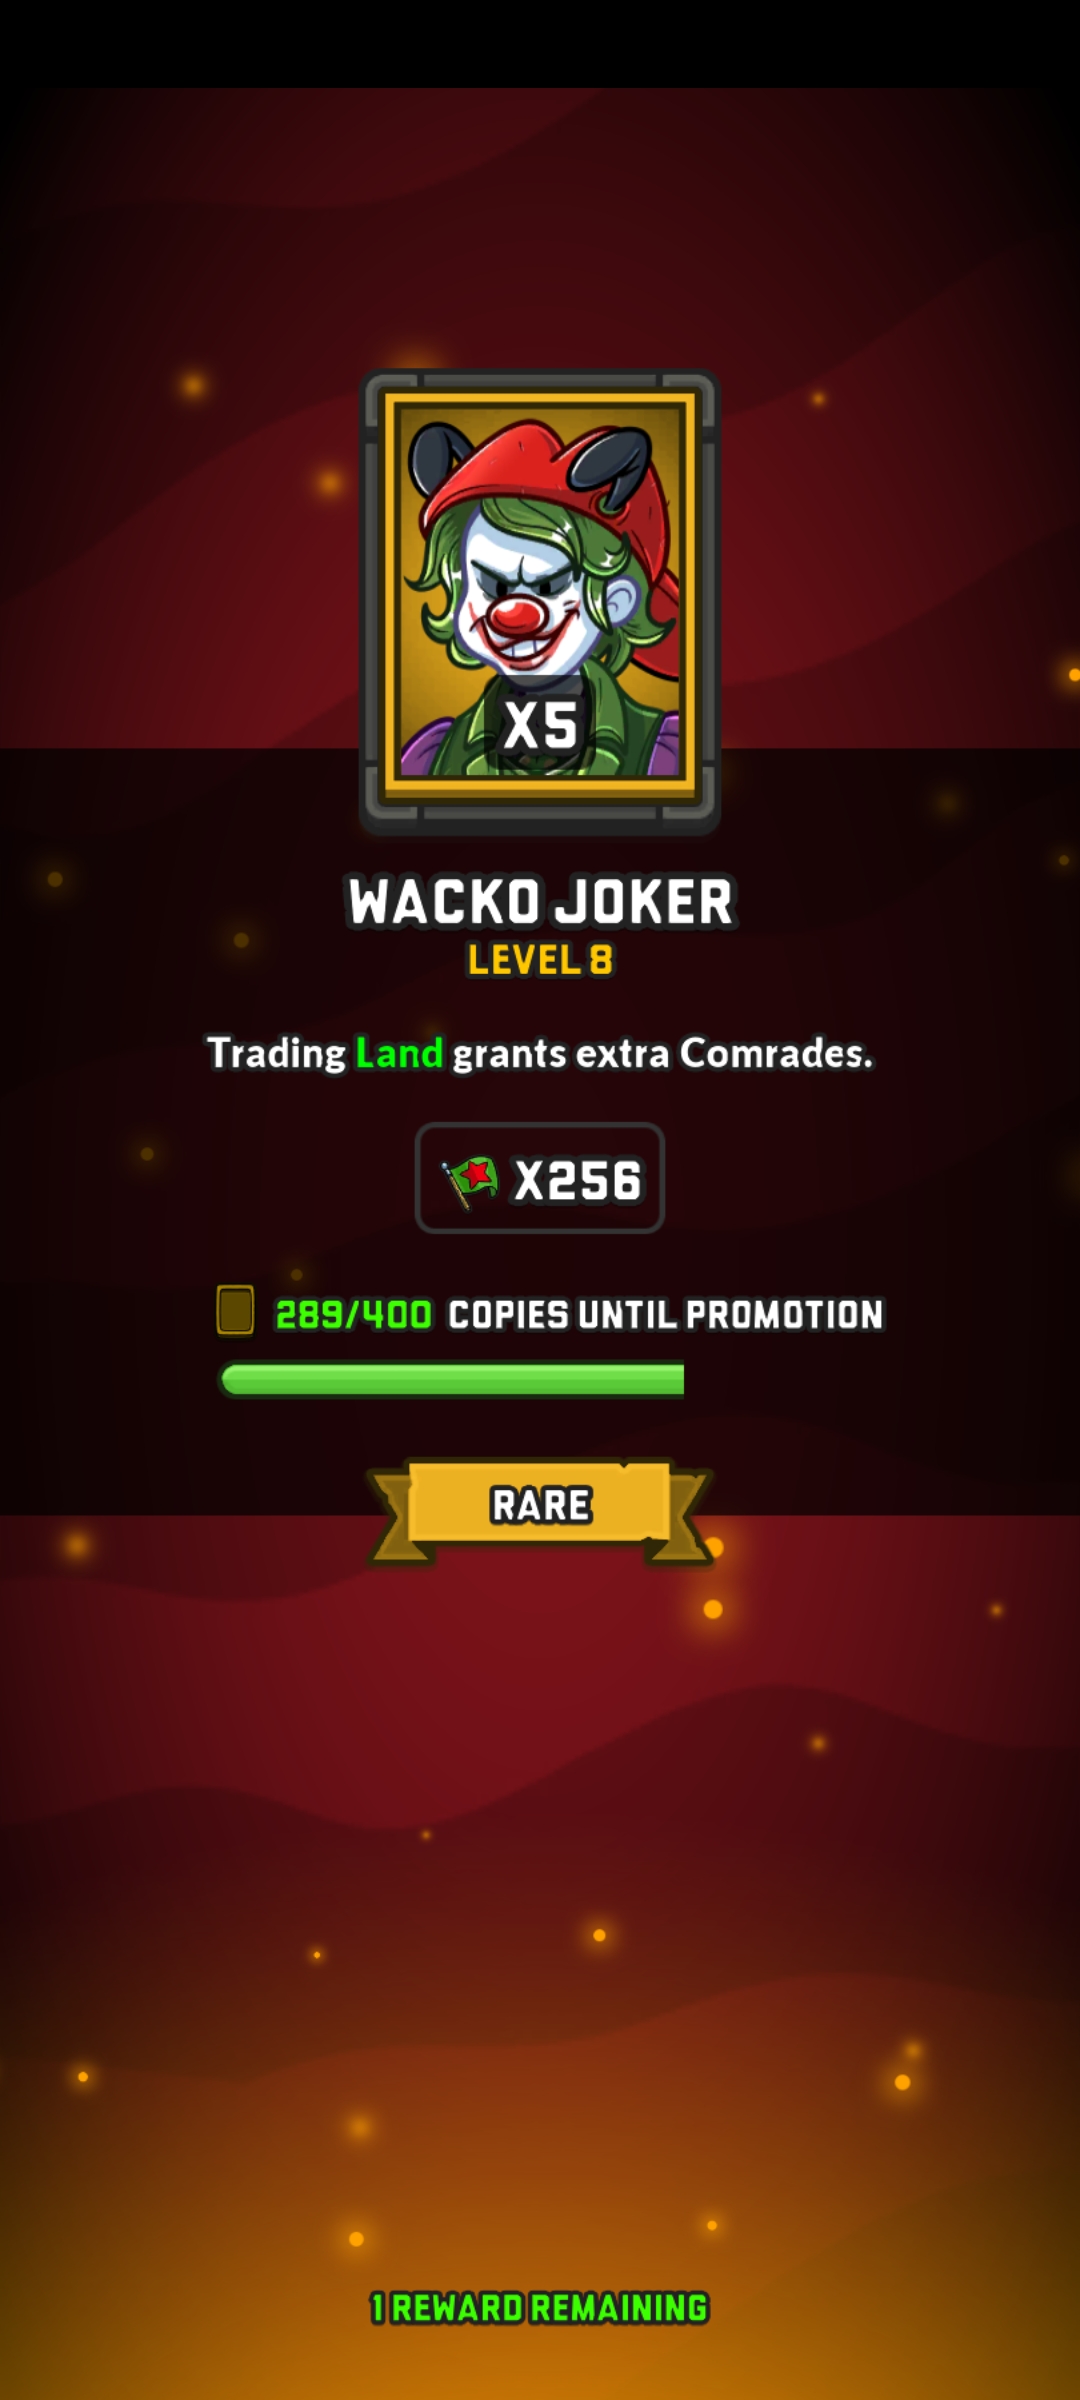 X5
WACKO JOKER
LEVEL 8
Trading Land grants extra Comrades.
X256
289/400 COPIES UNTIL PROMOTION
RARE
1 REWARD REMAINING